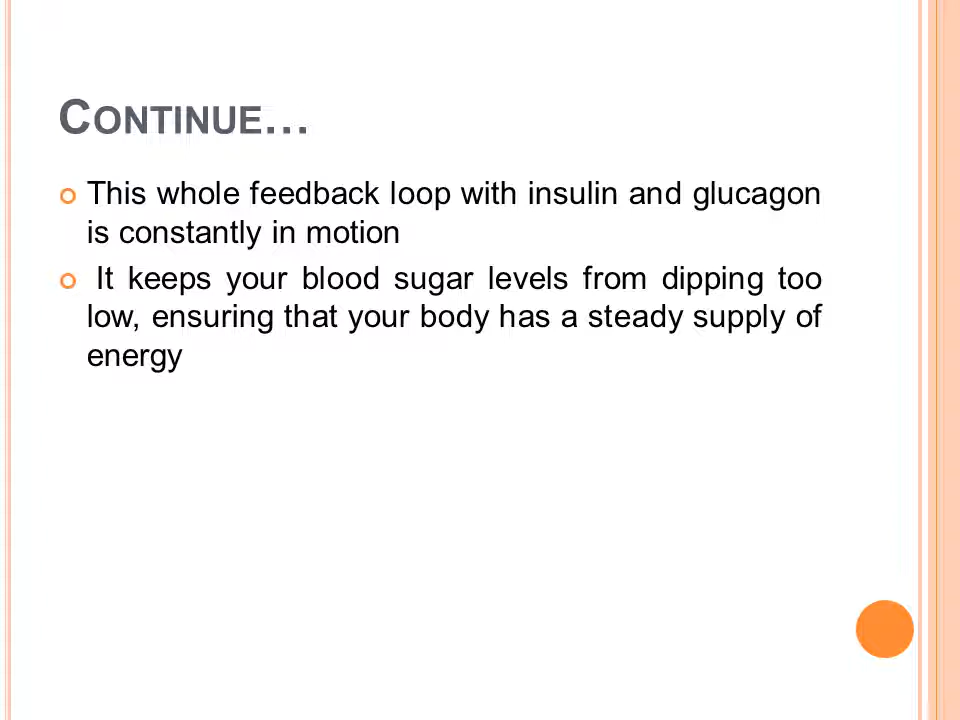 CONTINUE...
This whole feedback loop with insulin and glucagon
is constantly in motion
It keeps your blood sugar levels from dipping too
low, ensuring that your body has a steady supply of
energy